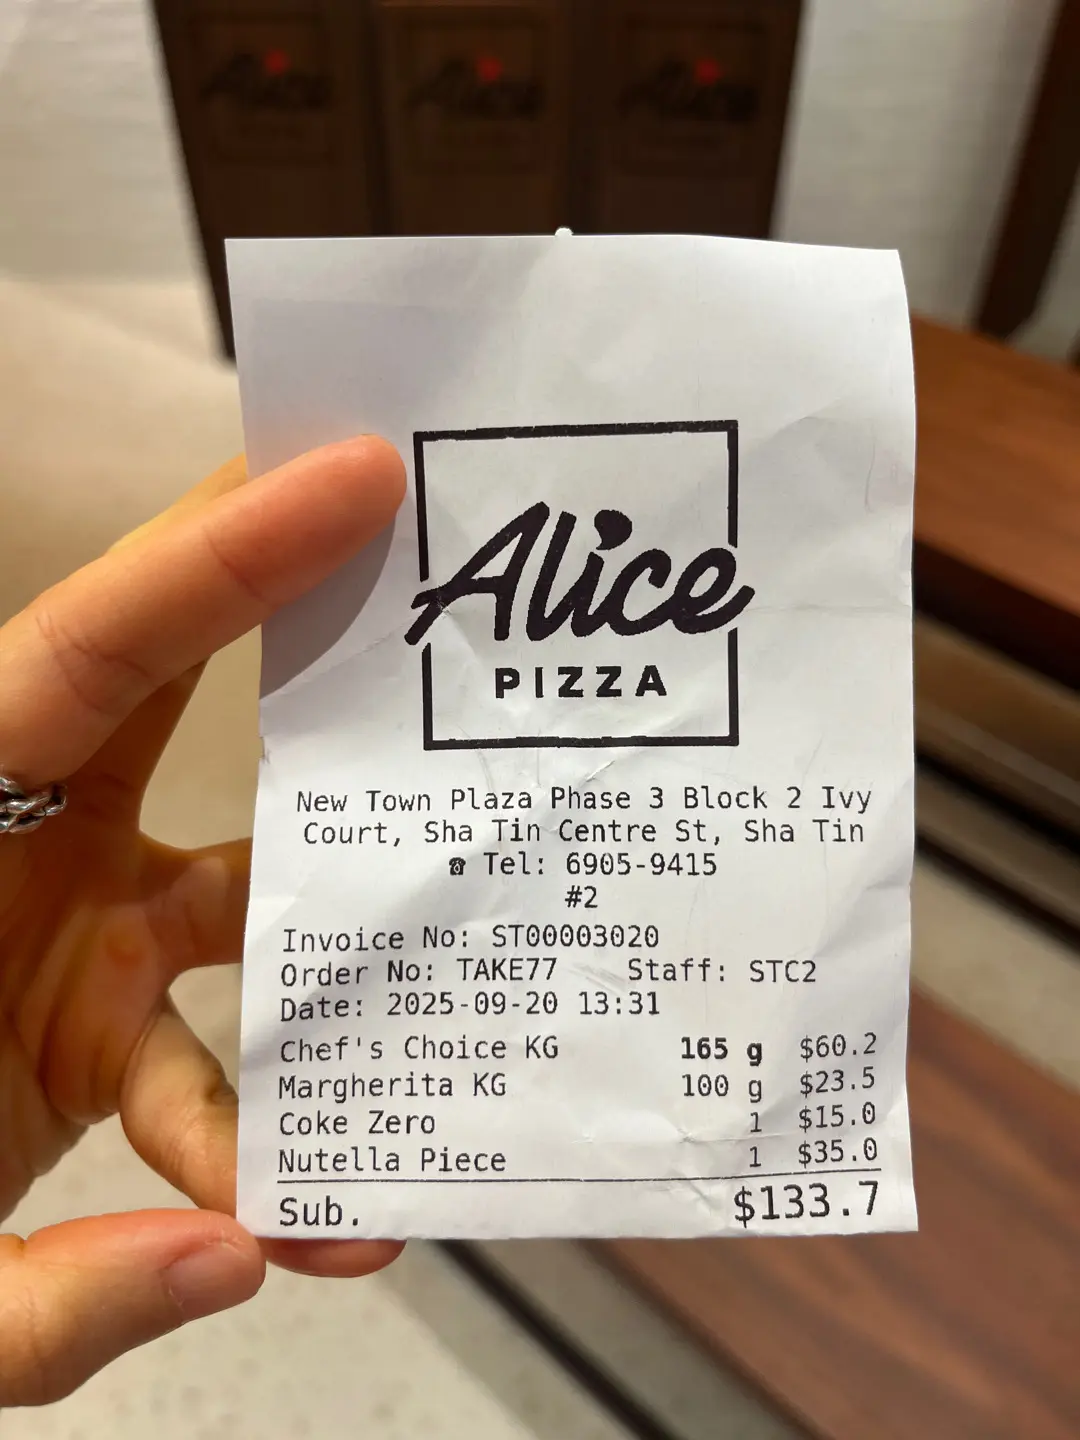 Alice
PIZZA
New Town Plaza Phase 3 Block 2 Ivy
Court, Sha Tin Centre St, Sha Tin
☎ Tel: 6905-9415
#2
Invoice No: ST00003020
Order No: TAKE77 Staff: STC2
Date: 2025-09-20 13:31
Chef's Choice KG 165 g $60.2
Margherita KG 100 g $23.5
Coke Zero 1 $15.0
Nutella Piece 1 $35.0
Sub. $133.7